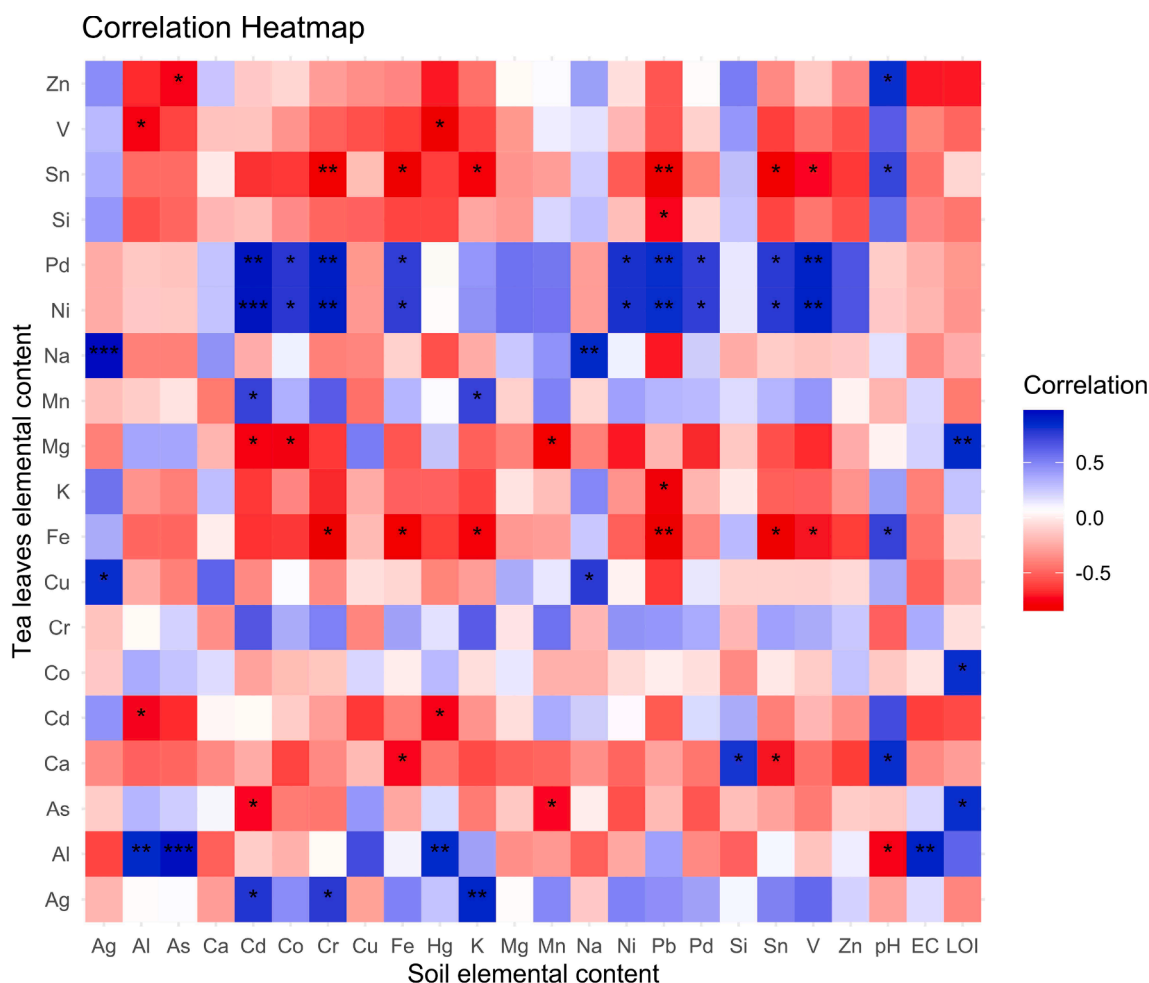 Correlation Heatmap
Tea leaves elemental content
Zn * *
V * *
Sn ** * * ** * * *
Si *
Pd ** * ** * * ** * * **
Ni *** * ** * * ** * * **
Na *** **
Mn * *
Mg * * * **
K *
Fe * * * ** * * *
Cu * *
Cr
Co *
Cd * *
Ca * * * *
As * * *
Al ** *** ** * **
Ag * * **
Ag Al As Ca Cd Co Cr Cu Fe Hg K Mg Mn Na Ni Pb Pd Si Sn V Zn pH EC LOI
Soil elemental content
Correlation
0.5
0.0
-0.5